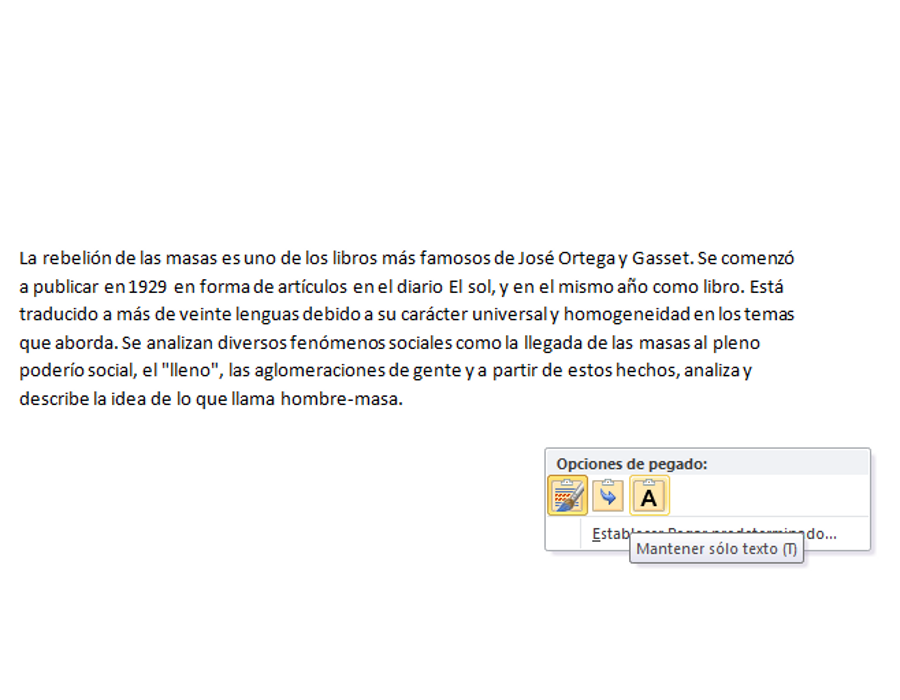 La rebelión de las masas es uno de los libros más famosos de José Ortega y Gasset. Se comenzó
a publicar en 1929 en forma de artículos en el diario El sol, y en el mismo año como libro. Está
traducido a más de veinte lenguas debido a su carácter universal y homogeneidad en los temas
que aborda. Se analizan diversos fenómenos sociales como la llegada de las masas al pleno
poderío social, el "lleno", las aglomeraciones de gente y a partir de estos hechos, analiza y
describe la idea de lo que llama hombre-masa.
Opciones de pegado:
A
Establecer Pegar predeterminado...
Mantener sólo texto (T)